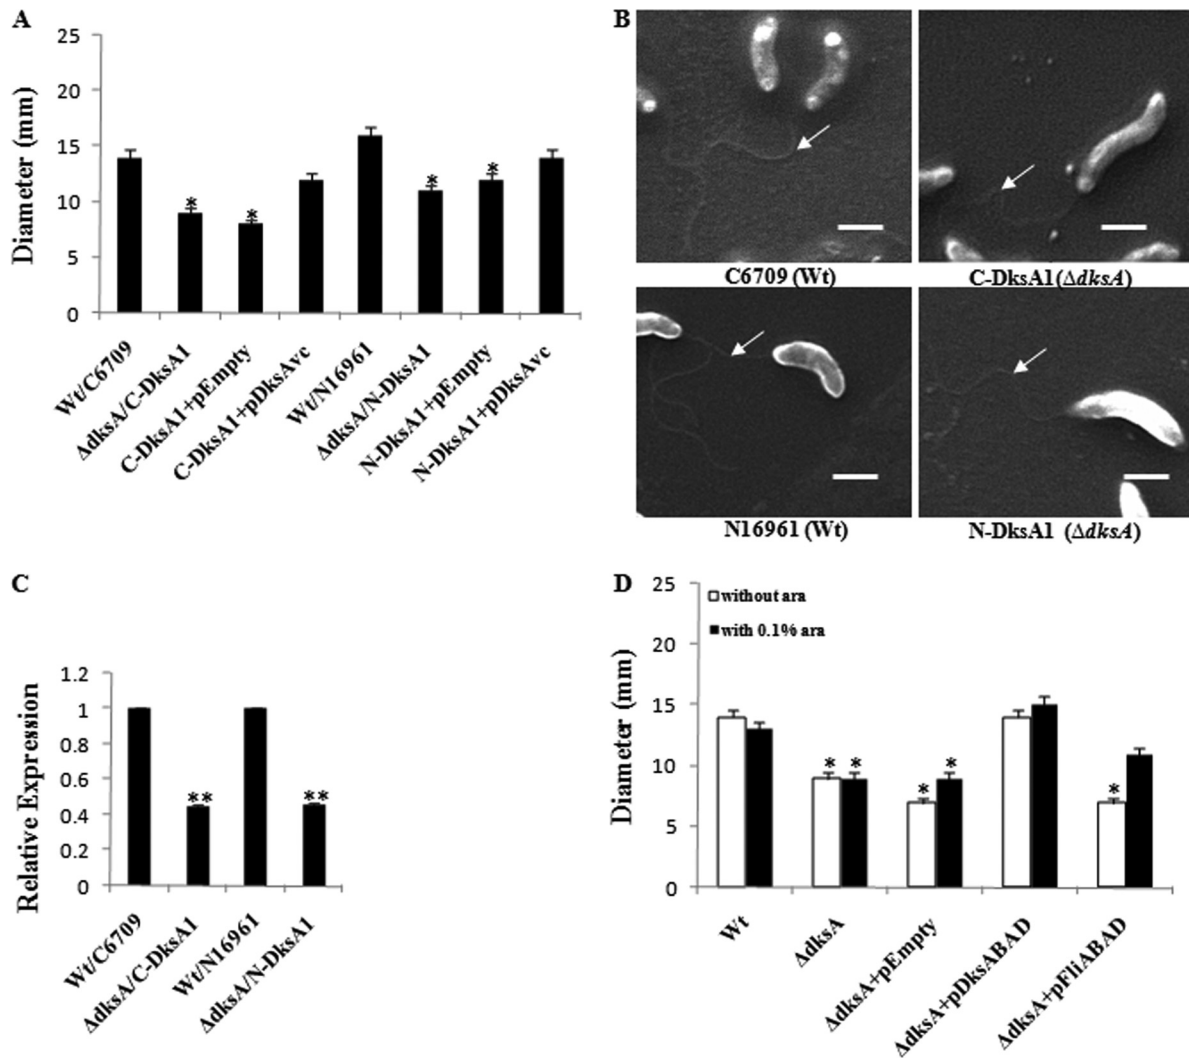 A
25
20
15
10
5
0
Diameter (mm)
*
*
*
*
Wt/C6709
ΔdksA/C-DksA1
C-DksA1+pEmpty
C-DksA1+pDksAvc
Wt/N16961
ΔdksA/N-DksA1
N-DksA1+pEmpty
N-DksA1+pDksAvc
B
C6709 (Wt)
C-DksA1(ΔdksA)
N16961 (Wt)
N-DksA1 (ΔdksA)
C
1.2
1
0.8
0.6
0.4
0.2
0
Relative Expression
**
**
Wt/C6709
ΔdksA/C-DksA1
Wt/N16961
ΔdksA/N-DksA1
D
25
20
15
10
5
0
Diameter (mm)
without ara
with 0.1% ara
* *
*
*
*
Wt
ΔdksA
ΔdksA+pEmpty
ΔdksA+pDksABAD
ΔdksA+pFliABAD